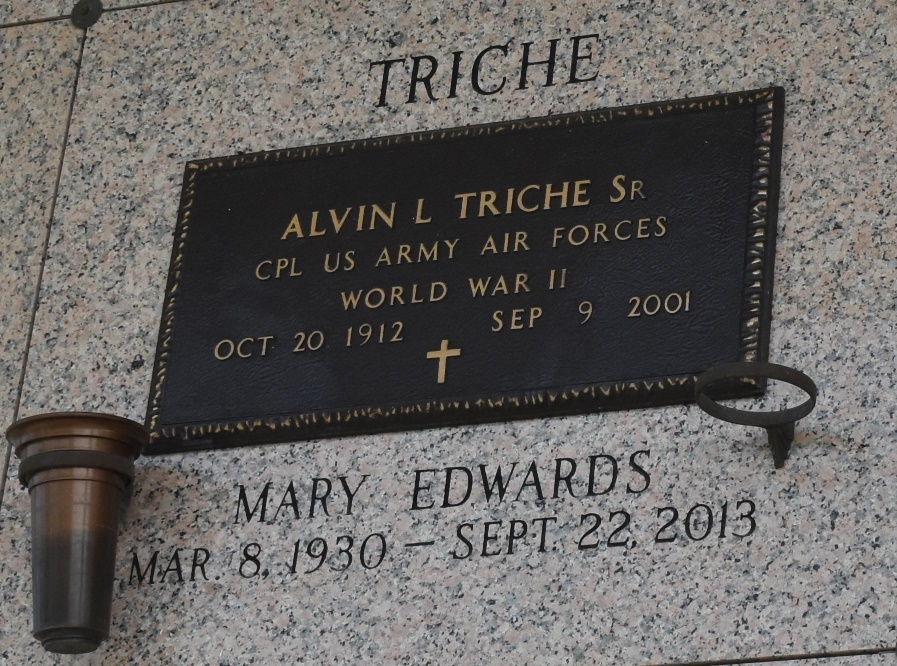 TRICHE
ALVIN L TRICHE SR
CPL US ARMY AIR FORCES
WORLD WAR II
OCT 20 1912 SEP 9 2001
MARY EDWARDS
MAR. 8, 1930 – SEPT. 22, 2013